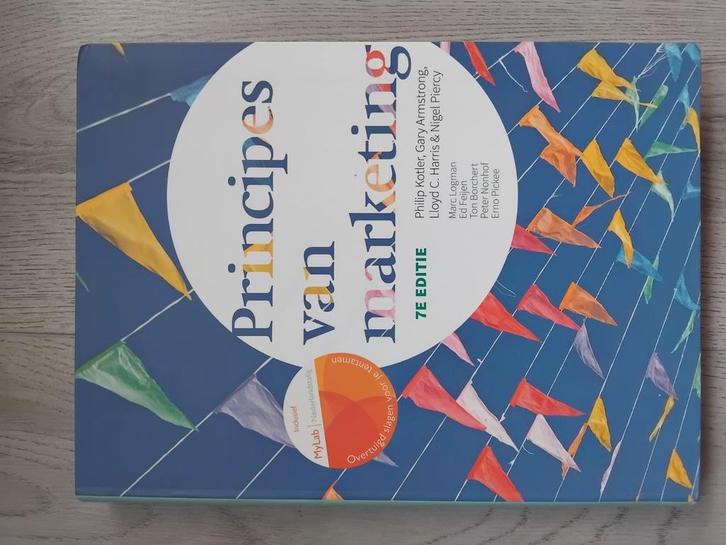 Principes
van
marketing
Philip Kotler, Gary Armstrong,
Lloyd C. Harris & Nigel Piercy
Marc Logman
Ed Feijen
Ton Borchert
Peter Nonhof
Erno Pickee
7E EDITIE
Inclusief
MyLab | Nederlandstalig
Overtuigd slagen voor je tentamen